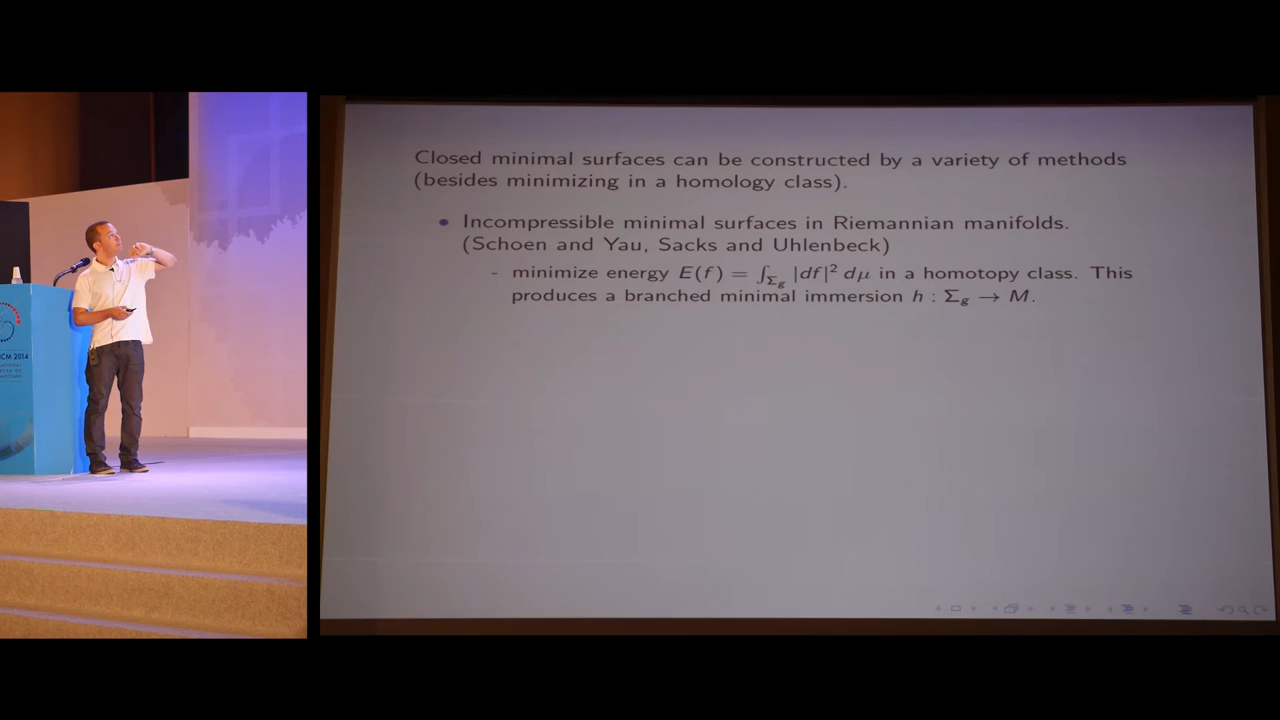 Closed minimal surfaces can be constructed by a variety of methods
(besides minimizing in a homology class).
• Incompressible minimal surfaces in Riemannian manifolds.
(Schoen and Yau, Sacks and Uhlenbeck)
- minimize energy E(f) = ∫_{Σ_g} |df|² dμ in a homotopy class. This
produces a branched minimal immersion h : Σ_g → M.
CM 2014